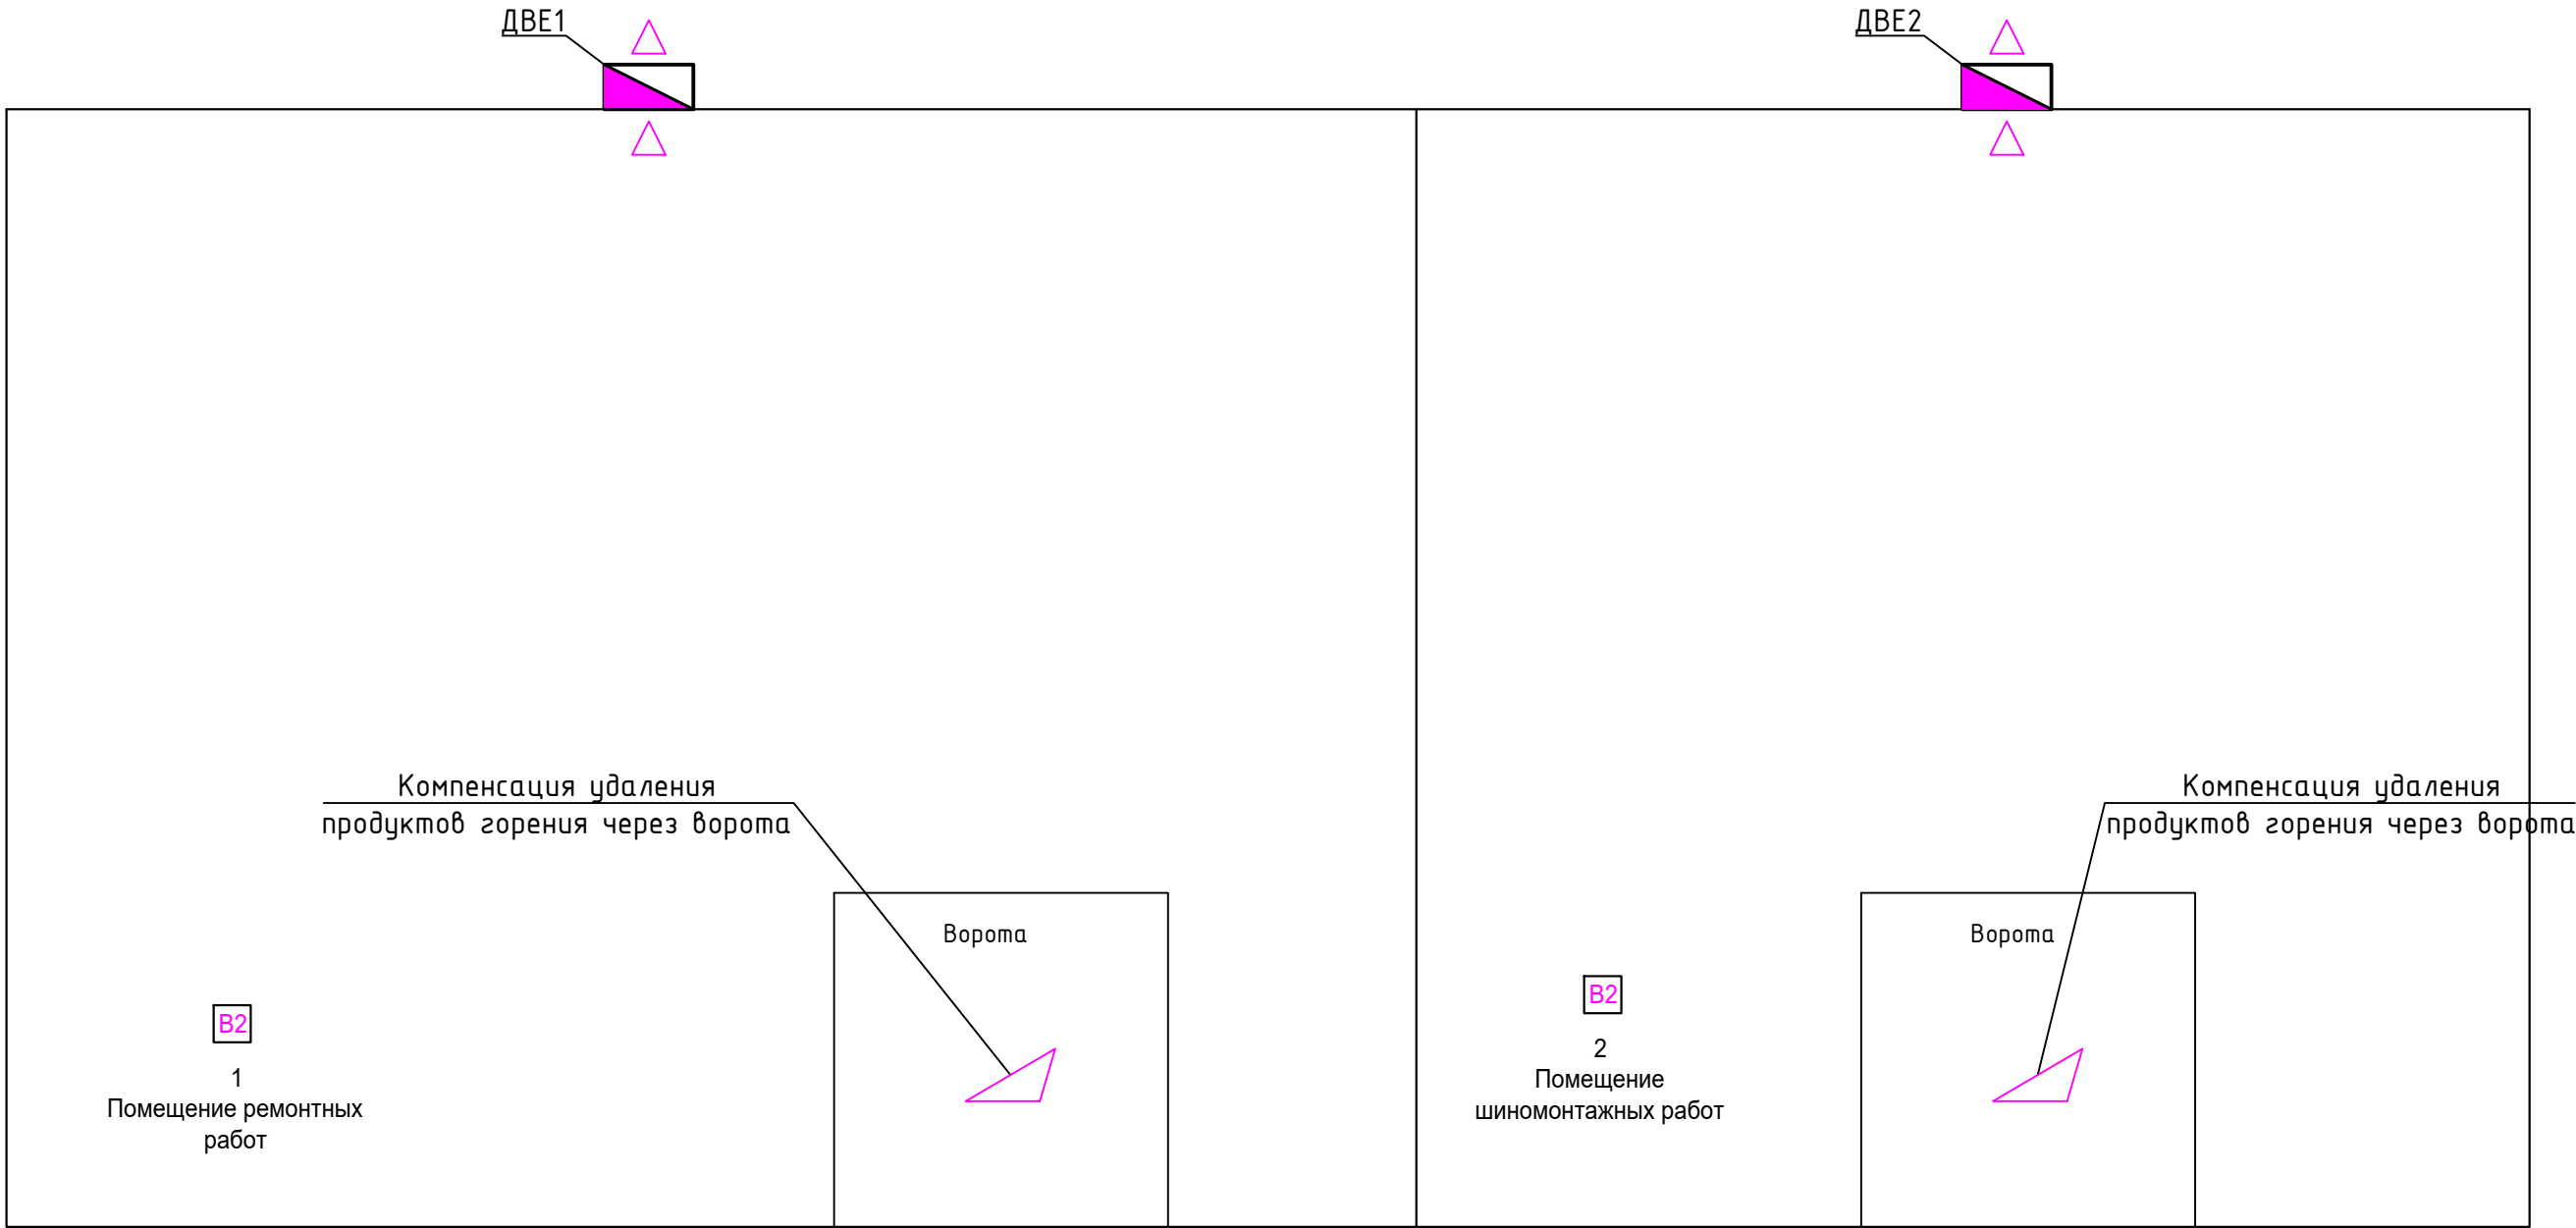 ДВЕ1
ДВЕ2
Компенсация удаления
продуктов горения через ворота
Компенсация удаления
продуктов горения через ворота
Ворота
Ворота
В2
1
Помещение ремонтных
работ
В2
2
Помещение
шиномонтажных работ